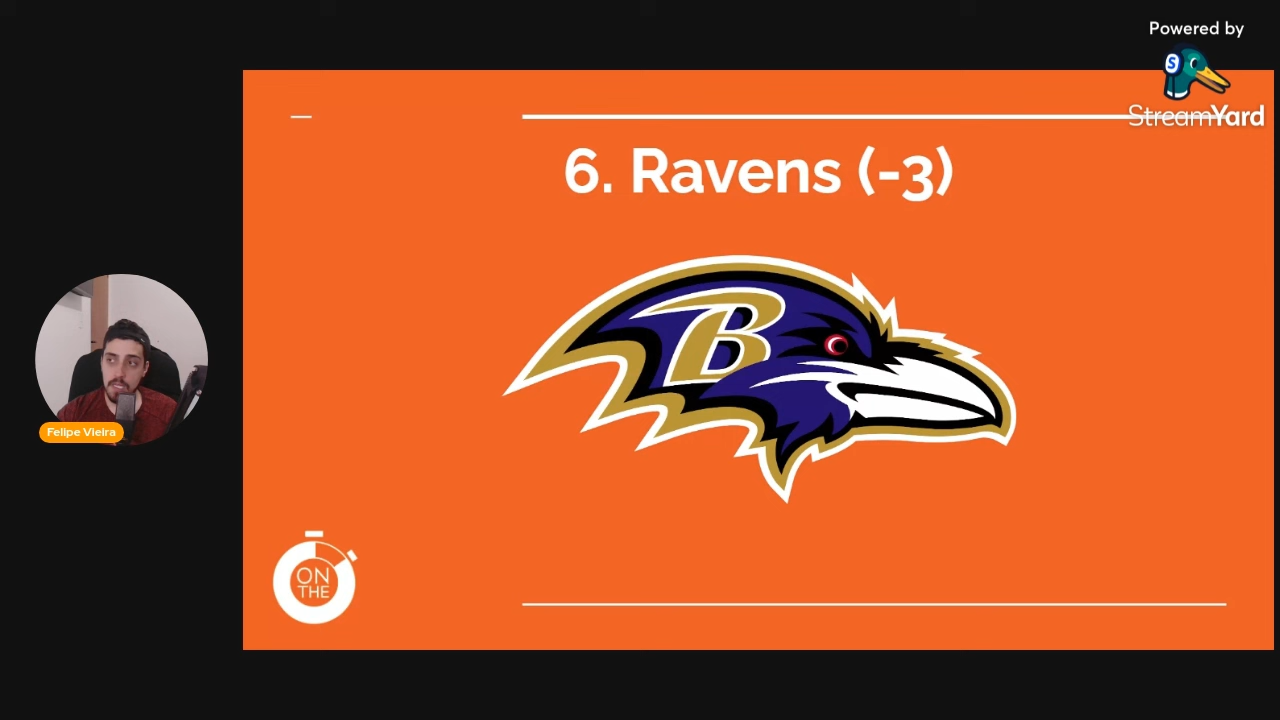 Powered by
S
StreamYard
6. Ravens (-3)
B
Felipe Vieira
ON
THE